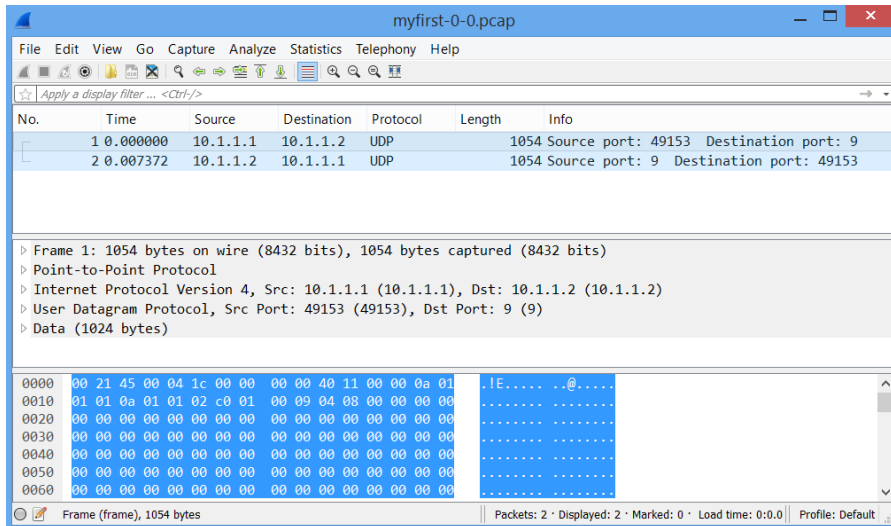 myfirst-0-0.pcap
File Edit View Go Capture Analyze Statistics Telephony Help
Apply a display filter ... <Ctrl-/>
No. Time Source Destination Protocol Length Info
1 0.000000 10.1.1.1 10.1.1.2 UDP 1054 Source port: 49153 Destination port: 9
2 0.007372 10.1.1.2 10.1.1.1 UDP 1054 Source port: 9 Destination port: 49153
Frame 1: 1054 bytes on wire (8432 bits), 1054 bytes captured (8432 bits)
Point-to-Point Protocol
Internet Protocol Version 4, Src: 10.1.1.1 (10.1.1.1), Dst: 10.1.1.2 (10.1.1.2)
User Datagram Protocol, Src Port: 49153 (49153), Dst Port: 9 (9)
Data (1024 bytes)
0000 00 21 45 00 04 1c 00 00 00 00 40 11 00 00 0a 01 .!E..... ..@.....
0010 01 01 0a 01 01 02 c0 01 00 09 04 08 00 00 00 00 ........ ........
0020 00 00 00 00 00 00 00 00 00 00 00 00 00 00 00 00 ........ ........
0030 00 00 00 00 00 00 00 00 00 00 00 00 00 00 00 00 ........ ........
0040 00 00 00 00 00 00 00 00 00 00 00 00 00 00 00 00 ........ ........
0050 00 00 00 00 00 00 00 00 00 00 00 00 00 00 00 00 ........ ........
0060 00 00 00 00 00 00 00 00 00 00 00 00 00 00 00 00 ........ ........
Frame (frame), 1054 bytes Packets: 2 · Displayed: 2 · Marked: 0 · Load time: 0:0.0 Profile: Default